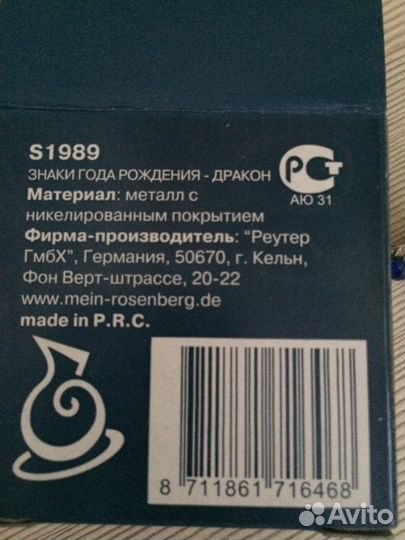 S1989
ЗНАКИ ГОДА РОЖДЕНИЯ - ДРАКОН
Материал: металл с
никелированным покрытием
Фирма-производитель: “Реутер
ГмбХ”, Германия, 50670, г. Кельн,
Фон Верт-штрассе, 20-22
www.mein-rosenberg.de
made in P.R.C.
РСТ
АЮ 31
8 711861 716468
Avito